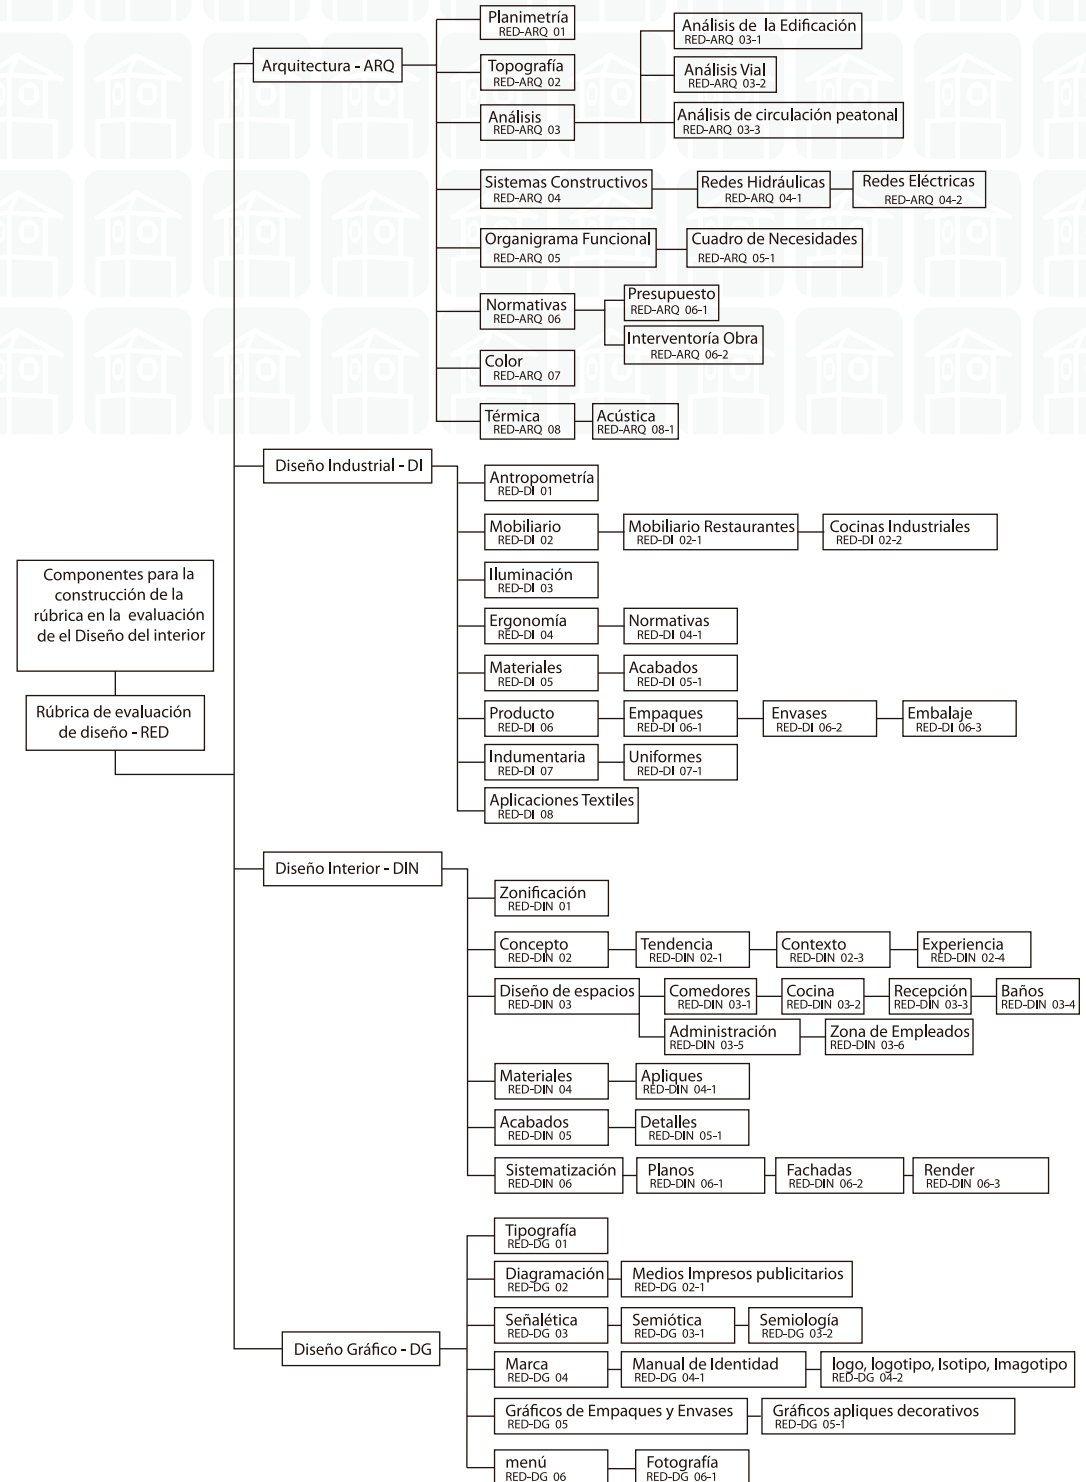 Componentes para la
construcción de la
rúbrica en la evaluación
de el Diseño del interior
Rúbrica de evaluación
de diseño - RED
Arquitectura - ARQ
Planimetría
RED-ARQ 01
Topografía
RED-ARQ 02
Análisis
RED-ARQ 03
Análisis de la Edificación
RED-ARQ 03-1
Análisis Vial
RED-ARQ 03-2
Análisis de circulación peatonal
RED-ARQ 03-3
Sistemas Constructivos
RED-ARQ 04
Redes Hidráulicas
RED-ARQ 04-1
Redes Eléctricas
RED-ARQ 04-2
Organigrama Funcional
RED-ARQ 05
Cuadro de Necesidades
RED-ARQ 05-1
Normativas
RED-ARQ 06
Presupuesto
RED-ARQ 06-1
Interventoría Obra
RED-ARQ 06-2
Color
RED-ARQ 07
Térmica
RED-ARQ 08
Acústica
RED-ARQ 08-1
Diseño Industrial - DI
Antropometría
RED-DI 01
Mobiliario
RED-DI 02
Mobiliario Restaurantes
RED-DI 02-1
Cocinas Industriales
RED-DI 02-2
Iluminación
RED-DI 03
Ergonomía
RED-DI 04
Normativas
RED-DI 04-1
Materiales
RED-DI 05
Acabados
RED-DI 05-1
Producto
RED-DI 06
Empaques
RED-DI 06-1
Envases
RED-DI 06-2
Embalaje
RED-DI 06-3
Indumentaria
RED-DI 07
Uniformes
RED-DI 07-1
Aplicaciones Textiles
RED-DI 08
Diseño Interior - DIN
Zonificación
RED-DIN 01
Concepto
RED-DIN 02
Tendencia
RED-DIN 02-1
Contexto
RED-DIN 02-3
Experiencia
RED-DIN 02-4
Diseño de espacios
RED-DIN 03
Comedores
RED-DIN 03-1
Cocina
RED-DIN 03-2
Recepción
RED-DIN 03-3
Baños
RED-DIN 03-4
Administración
RED-DIN 03-5
Zona de Empleados
RED-DIN 03-6
Materiales
RED-DIN 04
Apliques
RED-DIN 04-1
Acabados
RED-DIN 05
Detalles
RED-DIN 05-1
Sistematización
RED-DIN 06
Planos
RED-DIN 06-1
Fachadas
RED-DIN 06-2
Render
RED-DIN 06-3
Diseño Gráfico - DG
Tipografía
RED-DG 01
Diagramación
RED-DG 02
Medios Impresos publicitarios
RED-DG 02-1
Señalética
RED-DG 03
Semiótica
RED-DG 03-1
Semiología
RED-DG 03-2
Marca
RED-DG 04
Manual de Identidad
RED-DG 04-1
logo, logotipo, Isotipo, Imagotipo
RED-DG 04-2
Gráficos de Empaques y Envases
RED-DG 05
Gráficos apliques decorativos
RED-DG 05-1
menú
RED-DG 06
Fotografía
RED-DG 06-1